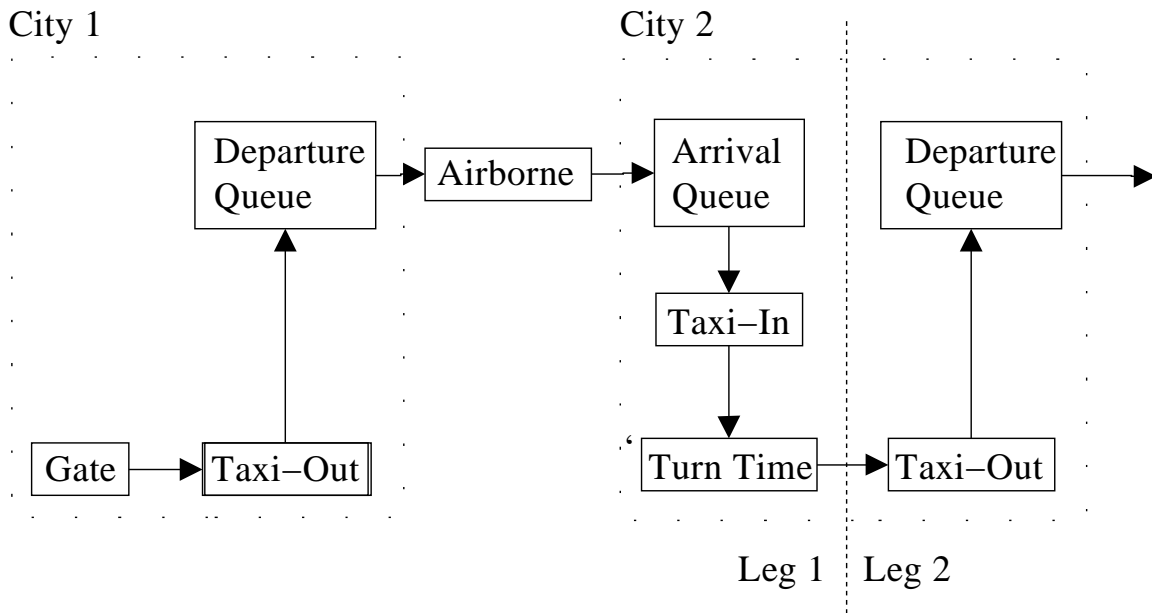 City 1
City 2
Departure
Queue
Airborne
Arrival
Queue
Departure
Queue
Taxi–In
Gate
Taxi–Out
‘
Turn Time
Taxi–Out
Leg 1
Leg 2